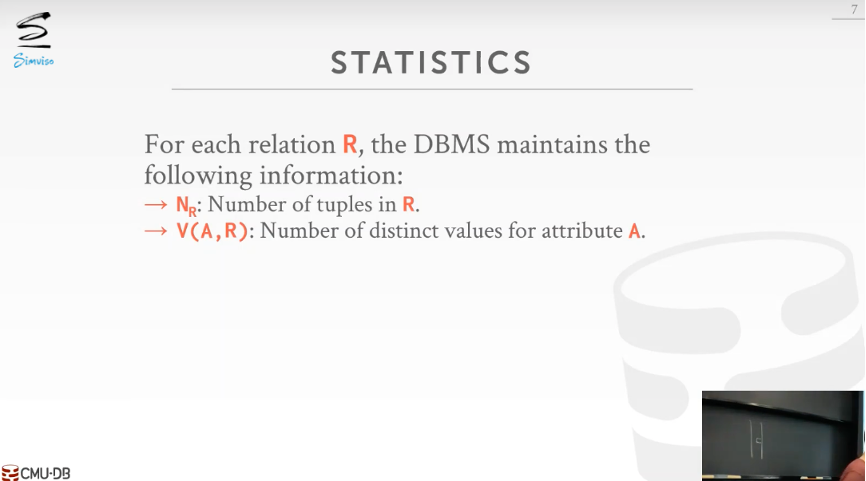 7
Simviso
STATISTICS
For each relation R, the DBMS maintains the
following information:
→ N_R: Number of tuples in R.
→ V(A,R): Number of distinct values for attribute A.
CMU·DB